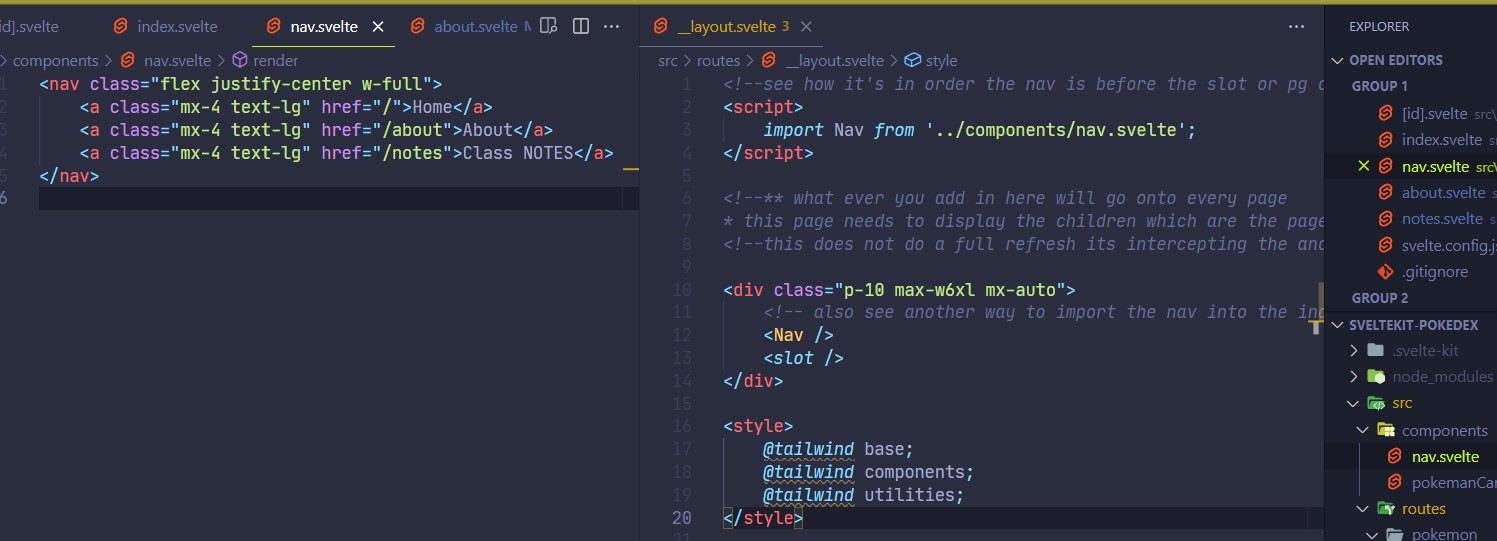 id].svelte
index.svelte
nav.svelte
about.svelte M
components > nav.svelte > render
1 <nav class="flex justify-center w-full">
2 <a class="mx-4 text-lg" href="/">Home</a>
3 <a class="mx-4 text-lg" href="/about">About</a>
4 <a class="mx-4 text-lg" href="/notes">Class NOTES</a>
5 </nav>
6
__layout.svelte 3
src > routes > __layout.svelte > style
1 <!--see how it's in order the nav is before the slot or pg
2 <script>
3 import Nav from '../components/nav.svelte';
4 </script>
5
6 <!--** what ever you add in here will go onto every page
7 * this page needs to display the children which are the page
8 <!--this does not do a full refresh its intercepting the
9
10 <div class="p-10 max-w6xl mx-auto">
11 <!-- also see another way to import the nav into the
12 <Nav />
13 <slot />
14 </div>
15
16 <style>
17 @tailwind base;
18 @tailwind components;
19 @tailwind utilities;
20 </style>
21
EXPLORER
OPEN EDITORS
GROUP 1
[id].svelte src\
index.svelte
nav.svelte src\
about.svelte
notes.svelte
svelte.config.js
.gitignore
GROUP 2
SVELTEKIT-POKEDEX
.svelte-kit
node_modules
src
components
nav.svelte
pokemanCar
routes
pokemon